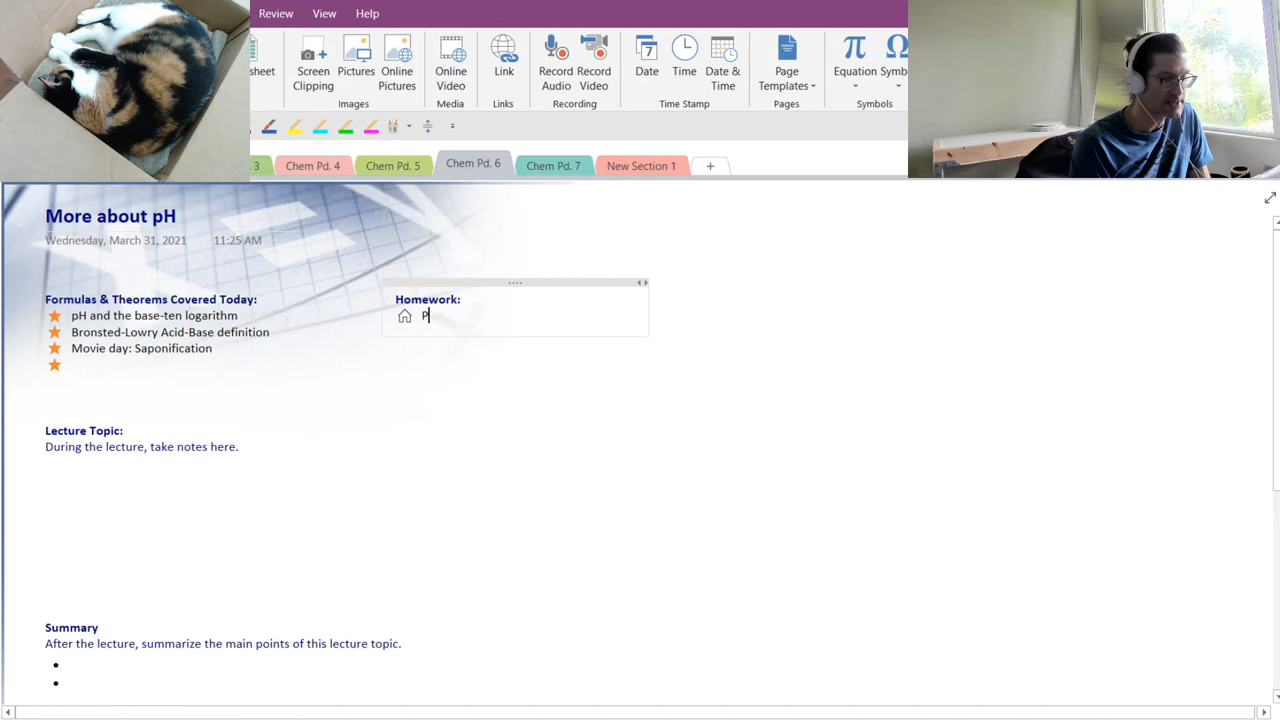 Review View Help
sheet Screen Clipping Pictures Online Pictures Online Video Link Record Audio Record Video 7 Date Time Date & Time Page Templates Equation π Symb Ω
Images Media Links Recording Time Stamp Pages Symbols
3 Chem Pd. 4 Chem Pd. 5 Chem Pd. 6 Chem Pd. 7 New Section 1 +
More about pH
Wednesday, March 31, 2021 11:25 AM
Formulas & Theorems Covered Today:
pH and the base-ten logarithm
Bronsted-Lowry Acid-Base definition
Movie day: Saponification
Homework:
P
Lecture Topic:
During the lecture, take notes here.
Summary
After the lecture, summarize the main points of this lecture topic.